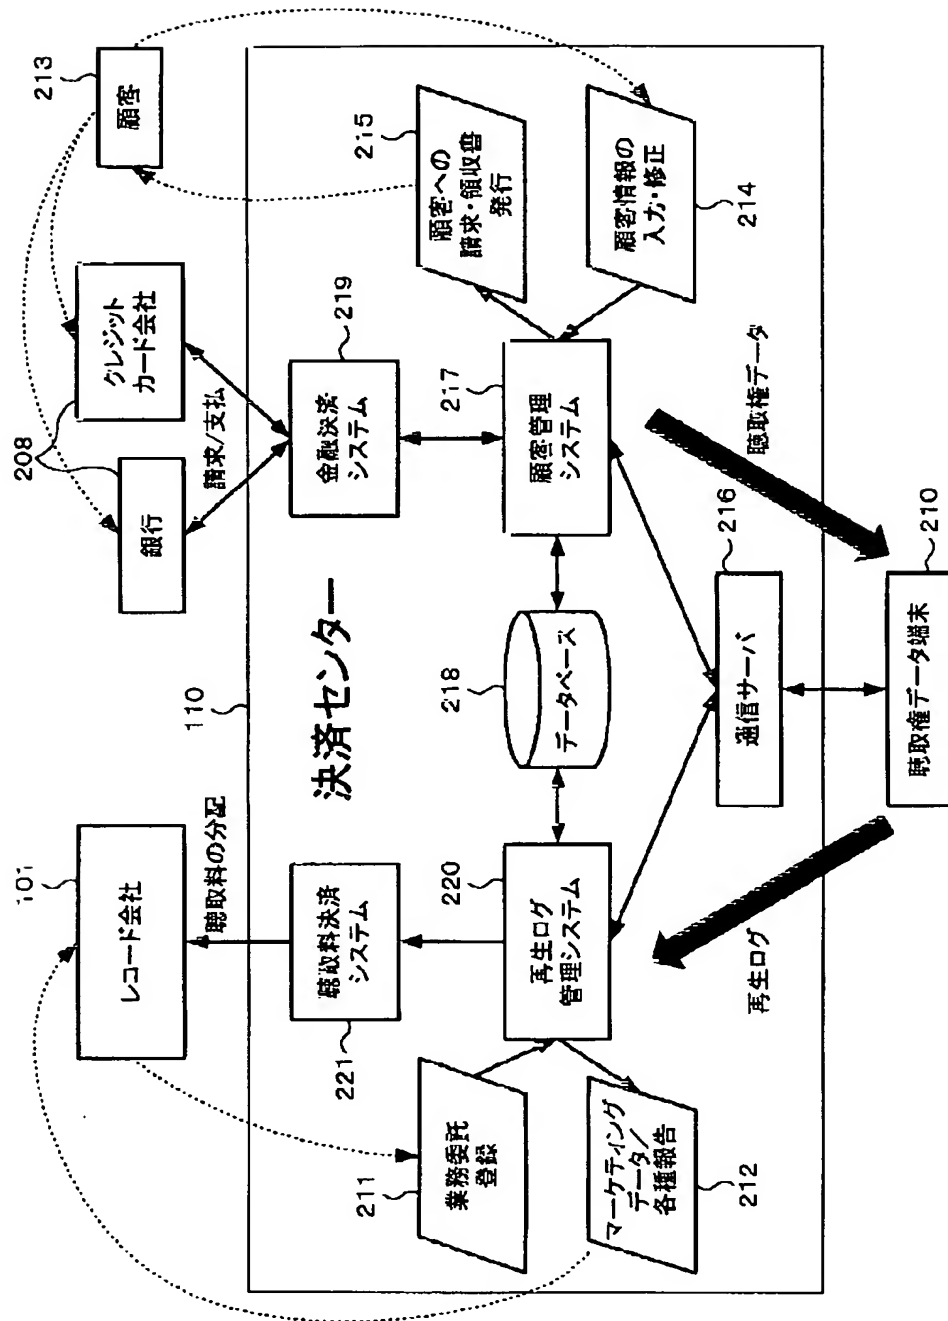 101
レコード会社
聴取料の分配
208
銀行
クレジット
カード会社
請求/支払
213
顧客
110
決済センター
221
聴取料決済
システム
金融決済
システム
219
211
業務委託
登録
220
再生ログ
管理システム
218
データベース
217
顧客管理
システム
215
顧客への
請求・領収書
発行
マーケティング
データ/
各種報告
212
顧客情報の
入力・修正
214
再生ログ
通信サーバ
216
聴取権データ
聴取権データ端末
210